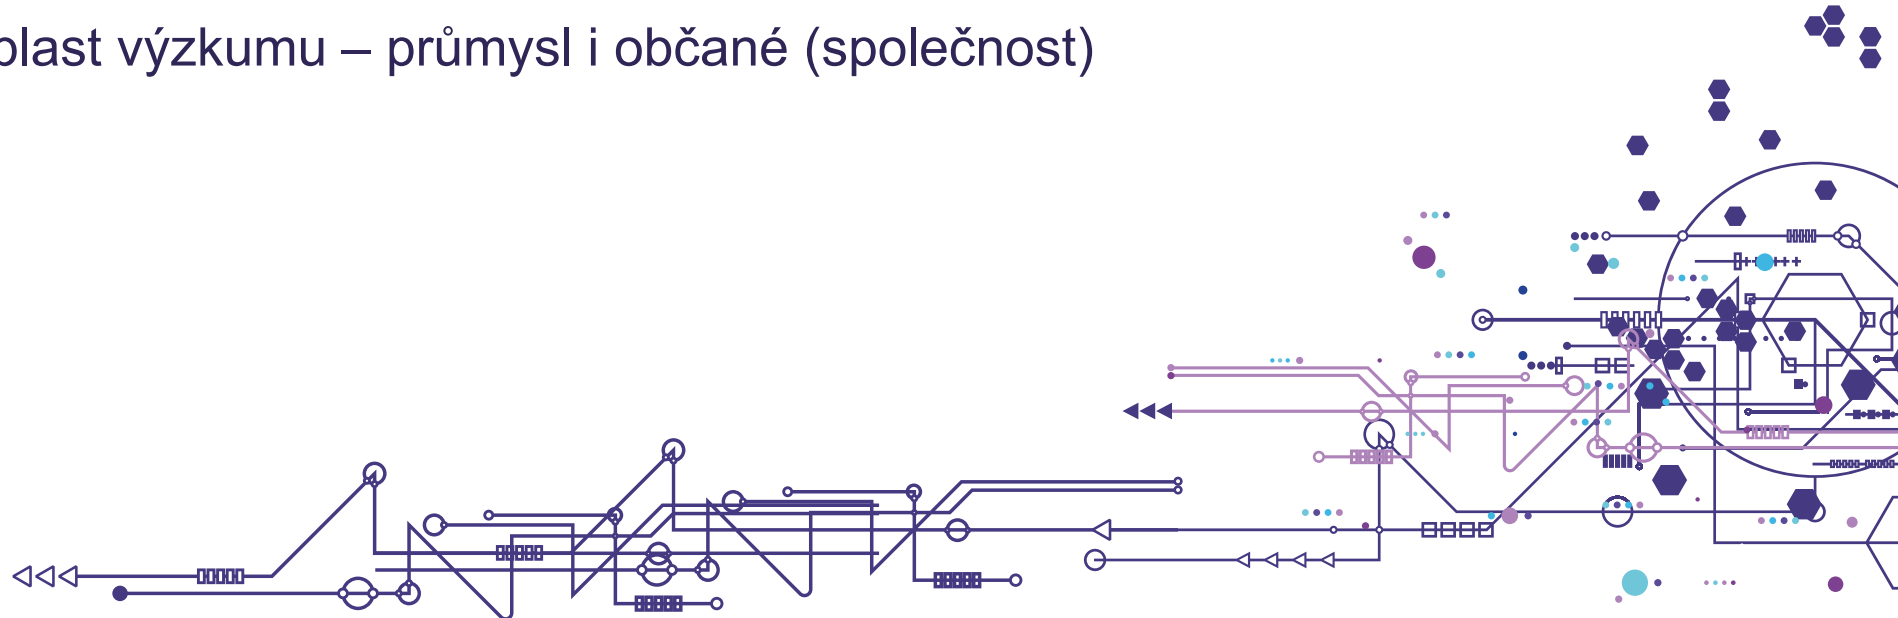 blast výzkumu – průmysl i občané (společnost)